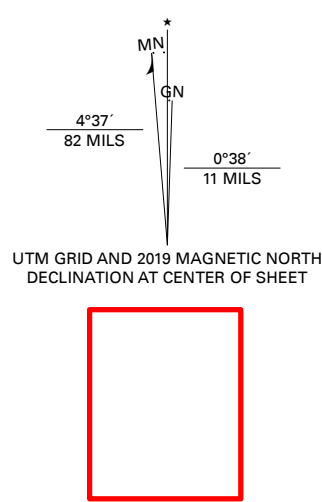 ★
MN
GN
4°37´
82 MILS
0°38´
11 MILS
UTM GRID AND 2019 MAGNETIC NORTH
DECLINATION AT CENTER OF SHEET